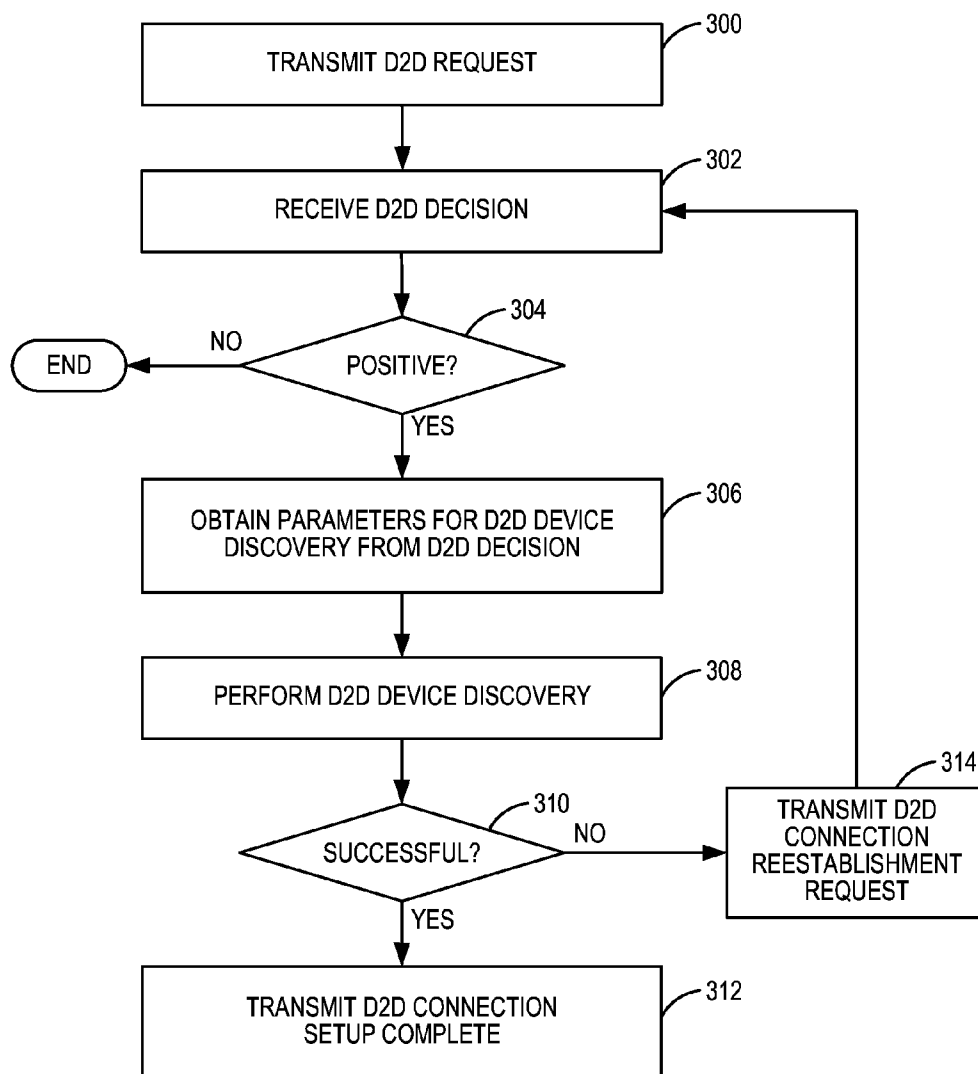 300
TRANSMIT D2D REQUEST
302
RECEIVE D2D DECISION
304
NO
END
POSITIVE?
YES
306
OBTAIN PARAMETERS FOR D2D DEVICE
DISCOVERY FROM D2D DECISION
308
PERFORM D2D DEVICE DISCOVERY
310
314
NO
SUCCESSFUL?
TRANSMIT D2D
CONNECTION
REESTABLISHMENT
REQUEST
YES
312
TRANSMIT D2D CONNECTION
SETUP COMPLETE